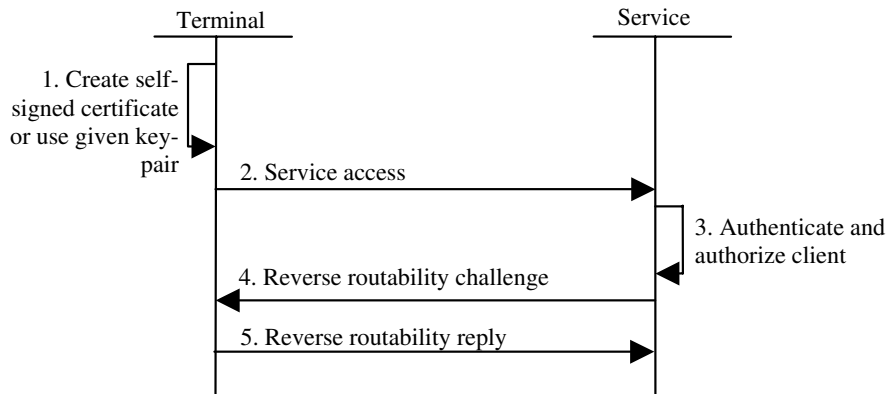 Terminal
Service
1. Create self-
signed certificate
or use given key-
pair
2. Service access
3. Authenticate and
authorize client
4. Reverse routability challenge
5. Reverse routability reply